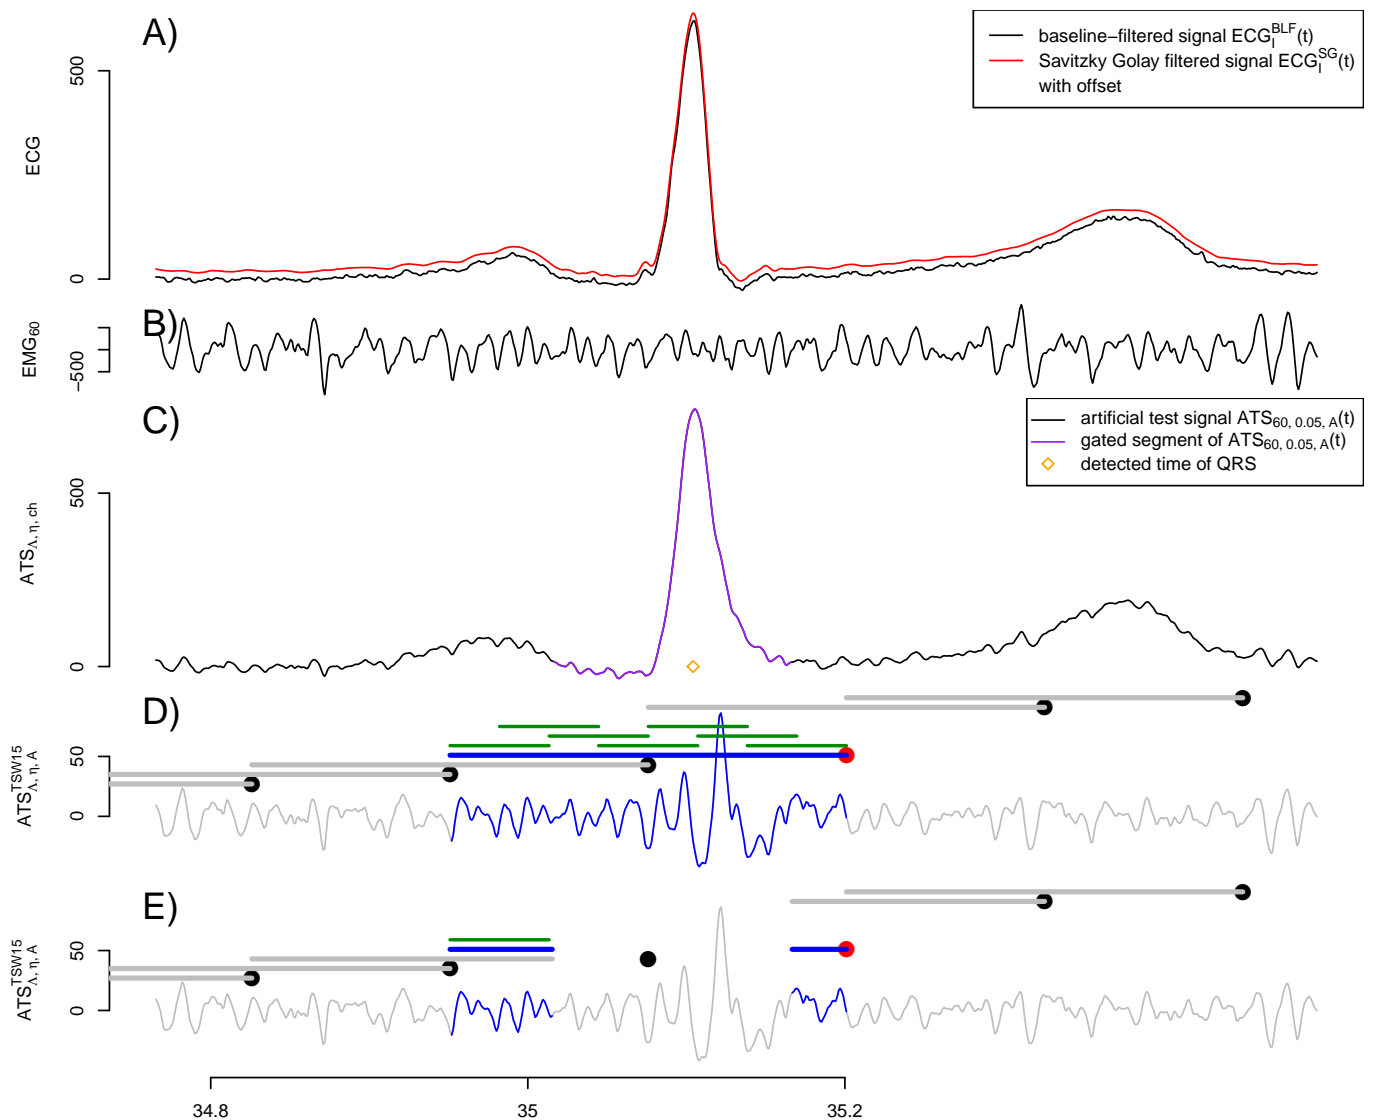 A)
baseline−filtered signal ECG_I^BLF(t)
Savitzky Golay filtered signal ECG_I^SG(t)
with offset
500
0
ECG
B)
EMG60
−500
C)
artificial test signal ATS60, 0.05, A(t)
gated segment of ATS60, 0.05, A(t)
detected time of QRS
500
0
ATSΛ, η, ch
D)
50
0
ATS^TSW15_Λ, η, A
E)
50
0
ATS^TSW15_Λ, η, A
34.8 35 35.2